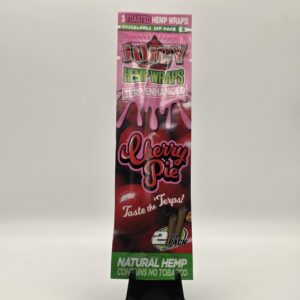 2 TOASTED HEMP WRAPS
RESEALABLE ZIP PACK
JUICY
HEMP WRAPS
TERP ENHANCED
Cherry
Pie
Taste the "Terps!
2
PACK
NATURAL HEMP
CONTAINS NO TOBACCO